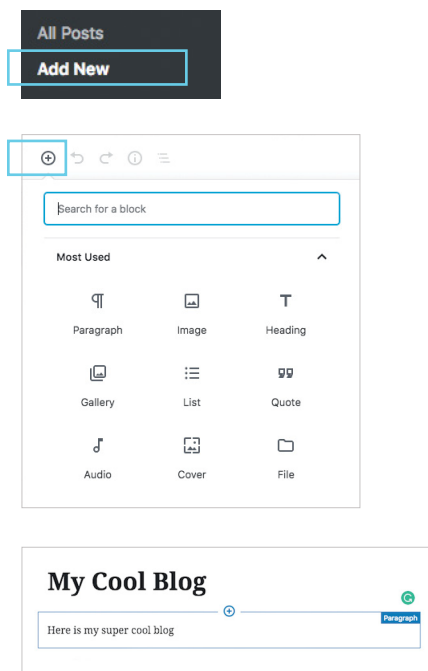 All Posts
Add New
Search for a block
Most Used
Paragraph Image Heading
Gallery List Quote
Audio Cover File
My Cool Blog
Paragraph
Here is my super cool blog